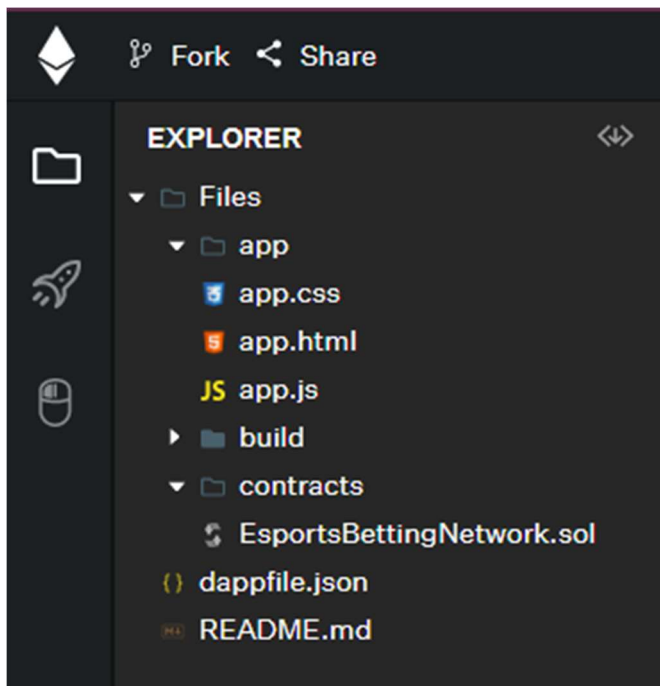 Fork Share
EXPLORER
Files
app
app.css
app.html
JS app.js
build
contracts
EsportsBettingNetwork.sol
{} dappfile.json
README.md